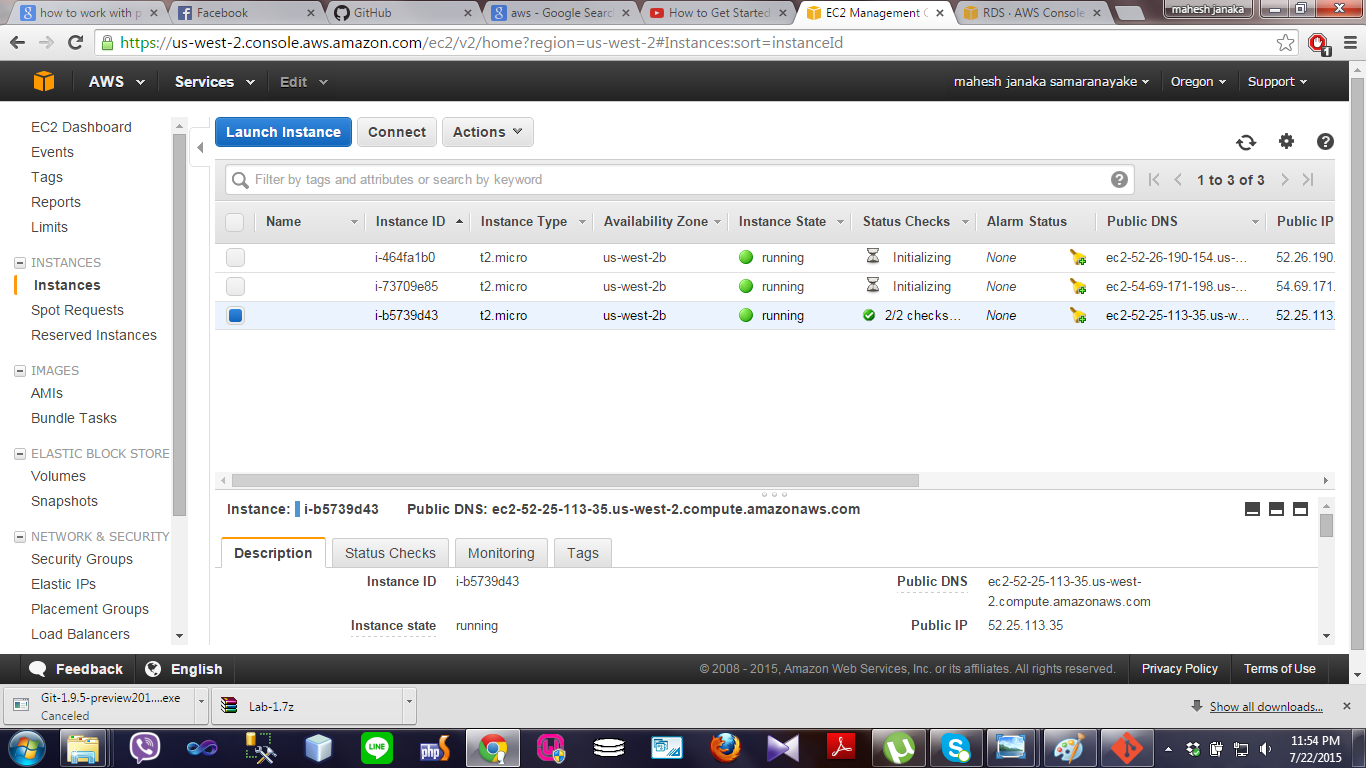 how to work with p
Facebook
GitHub
aws - Google Searc
How to Get Started
EC2 Management C
RDS · AWS Console
mahesh janaka
https://us-west-2.console.aws.amazon.com/ec2/v2/home?region=us-west-2#Instances:sort=instanceId
1
AWS Services Edit mahesh janaka samaranayake Oregon Support
EC2 Dashboard
Events
Tags
Reports
Limits
INSTANCES
Instances
Spot Requests
Reserved Instances
IMAGES
AMIs
Bundle Tasks
ELASTIC BLOCK STORE
Volumes
Snapshots
NETWORK & SECURITY
Security Groups
Elastic IPs
Placement Groups
Load Balancers
Launch Instance Connect Actions
Filter by tags and attributes or search by keyword 1 to 3 of 3
Name Instance ID Instance Type Availability Zone Instance State Status Checks Alarm Status Public DNS Public IP
i-464fa1b0 t2.micro us-west-2b running Initializing None ec2-52-26-190-154.us-... 52.26.190.
i-73709e85 t2.micro us-west-2b running Initializing None ec2-54-69-171-198.us-... 54.69.171.
i-b5739d43 t2.micro us-west-2b running 2/2 checks... None ec2-52-25-113-35.us-w... 52.25.113.
Instance: i-b5739d43 Public DNS: ec2-52-25-113-35.us-west-2.compute.amazonaws.com
Description Status Checks Monitoring Tags
Instance ID i-b5739d43 Public DNS ec2-52-25-113-35.us-west-
2.compute.amazonaws.com
Instance state running Public IP 52.25.113.35
Feedback English © 2008 - 2015, Amazon Web Services, Inc. or its affiliates. All rights reserved. Privacy Policy Terms of Use
Git-1.9.5-preview201....exe
Canceled
Lab-1.7z
Show all downloads...
LINE
php
11:54 PM
7/22/2015